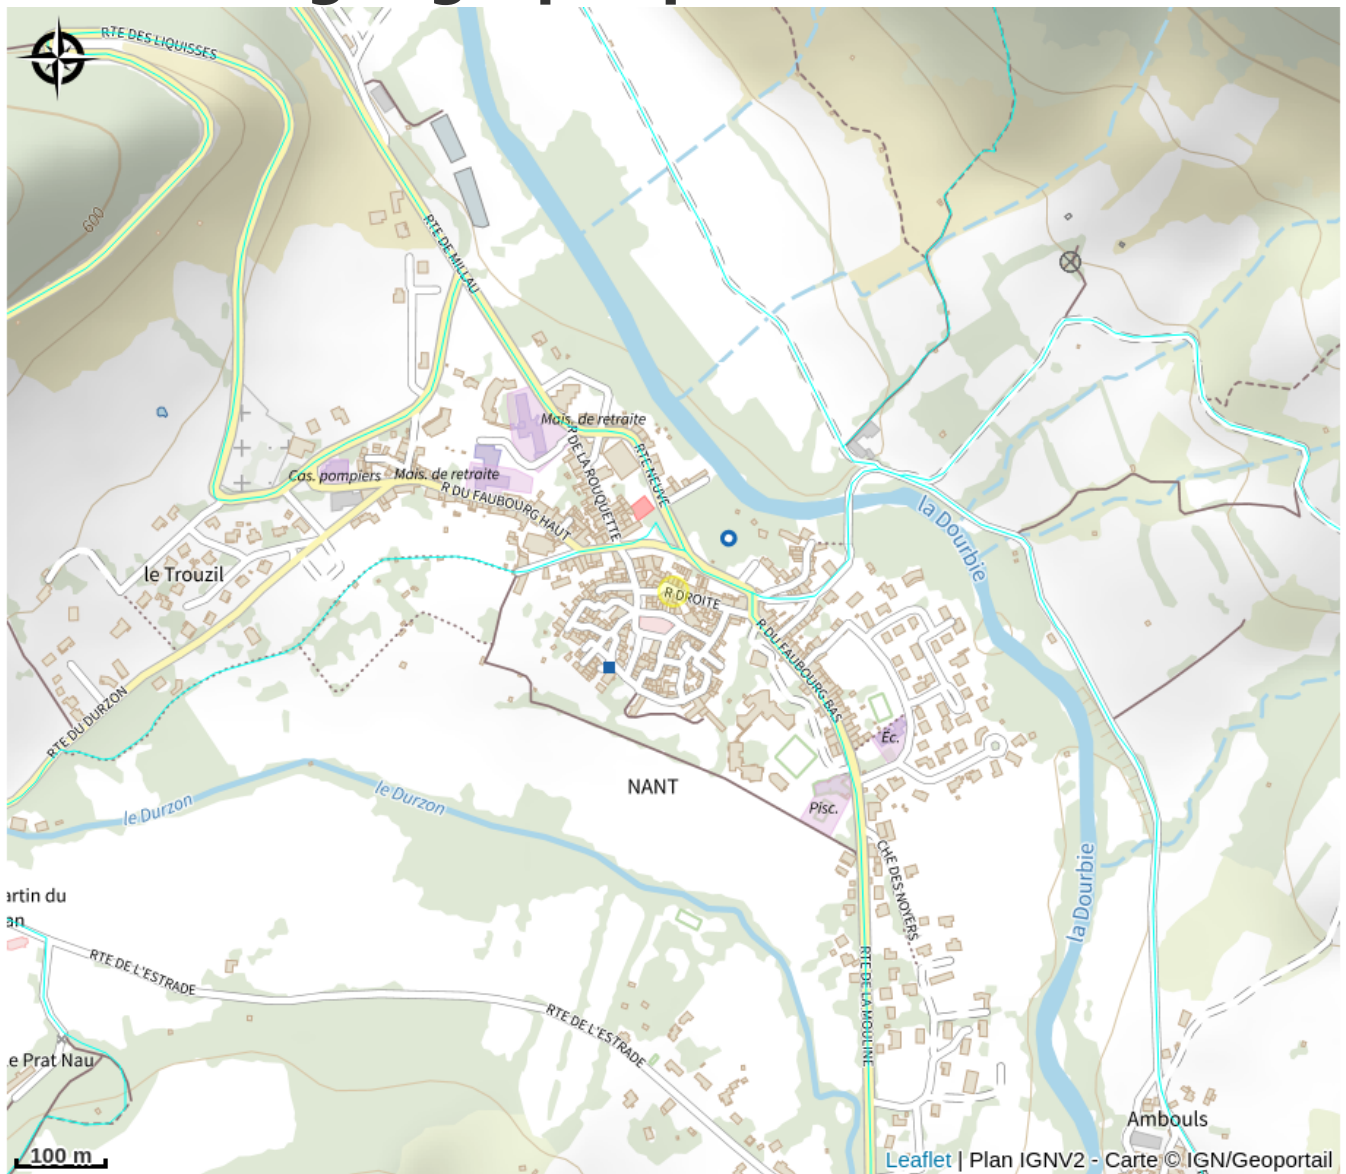 RTE DES LIQUISSES
600
RTE DE MILLAU
Mais. de retraite
R DE LA ROUQUETTE
RTE NEUVE
Cas. pompiers
Mais. de retraite
R DU FAUBOURG HAUT
la Dourbie
le Trouzil
R DROITE
R DU FAUBOURG BAS
RTE DU DURZON
Éc.
NANT
Pisc.
le Durzon
le Durzon
CHE DES NOYERS
la Dourbie
artin du
an
RTE DE L'ESTRADE
RTE DE L'ESTRADE
RTE DE LA MOULINE
e Prat Nau
Ambouls
100 m
Leaflet | Plan IGNV2 - Carte © IGN/Geoportail